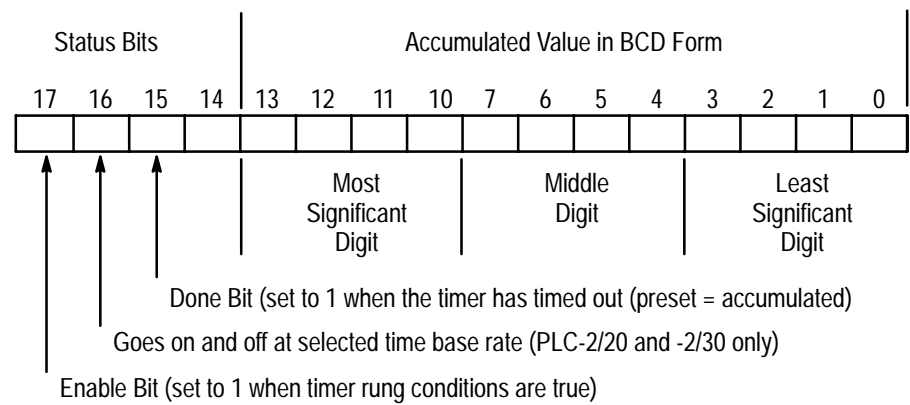 Status Bits Accumulated Value in BCD Form
17 16 15 14 13 12 11 10 7 6 5 4 3 2 1 0
Most Middle Least
Significant Digit Significant
Digit Digit
Done Bit (set to 1 when the timer has timed out (preset = accumulated)
Goes on and off at selected time base rate (PLC-2/20 and -2/30 only)
Enable Bit (set to 1 when timer rung conditions are true)